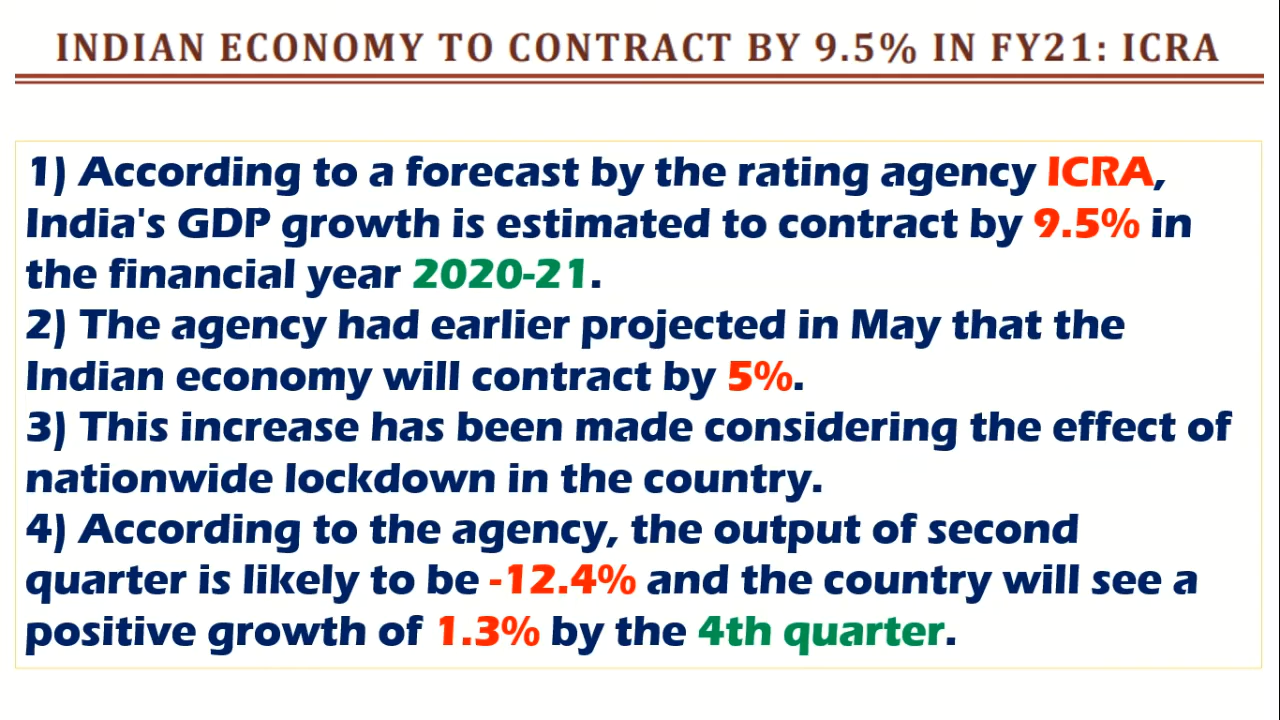 INDIAN ECONOMY TO CONTRACT BY 9.5% IN FY21: ICRA
1) According to a forecast by the rating agency ICRA,
India's GDP growth is estimated to contract by 9.5% in
the financial year 2020-21.
2) The agency had earlier projected in May that the
Indian economy will contract by 5%.
3) This increase has been made considering the effect of
nationwide lockdown in the country.
4) According to the agency, the output of second
quarter is likely to be -12.4% and the country will see a
positive growth of 1.3% by the 4th quarter.